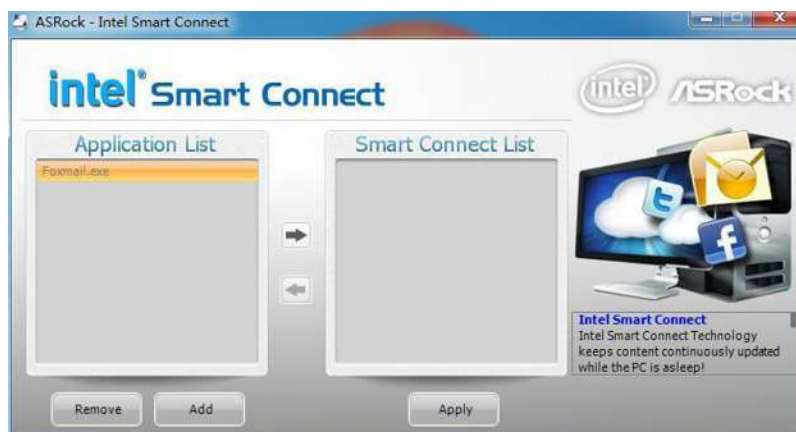 ASRock - Intel Smart Connect
intel® Smart Connect
intel ASRock
Application List
Foxmail.exe
Smart Connect List
Intel Smart Connect
Intel Smart Connect Technology
keeps content continuously updated
while the PC is asleep!
Remove
Add
Apply